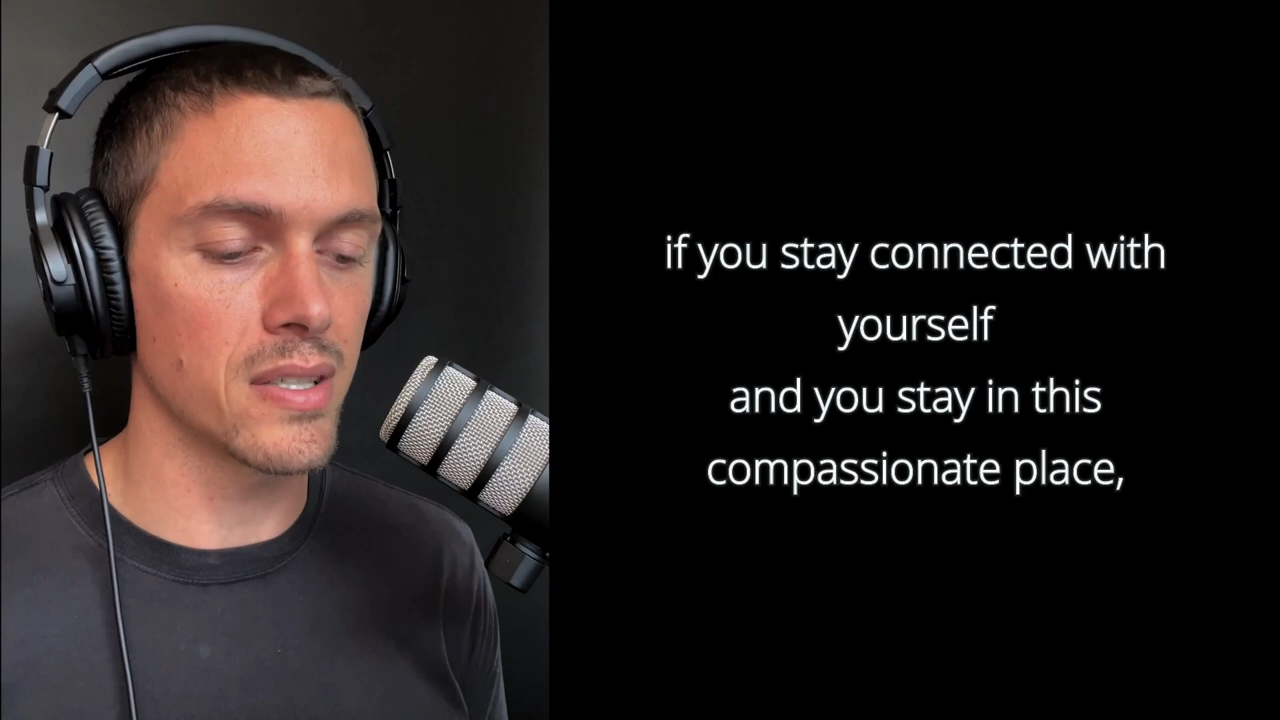 if you stay connected with
yourself
and you stay in this
compassionate place,